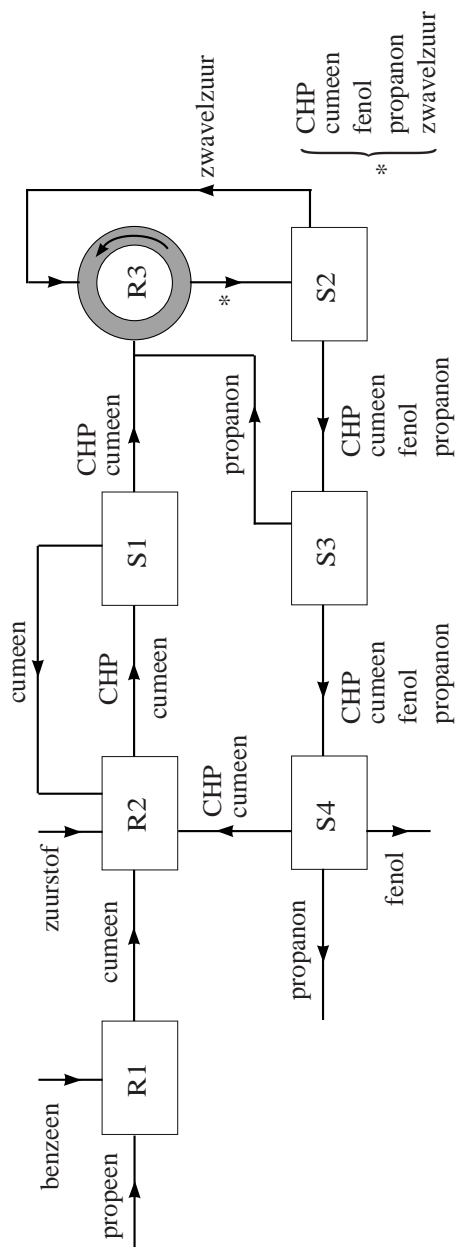 benzeen
propeen
R1
cumeen
zuurstof
R2
cumeen
CHP
cumeen
S1
CHP
cumeen
R3
zwavelzuur
*
propanon
S2
CHP
cumeen
fenol
propanon
S3
CHP
cumeen
fenol
propanon
S4
CHP
cumeen
propanon
fenol
*
CHP
cumeen
fenol
propanon
zwavelzuur